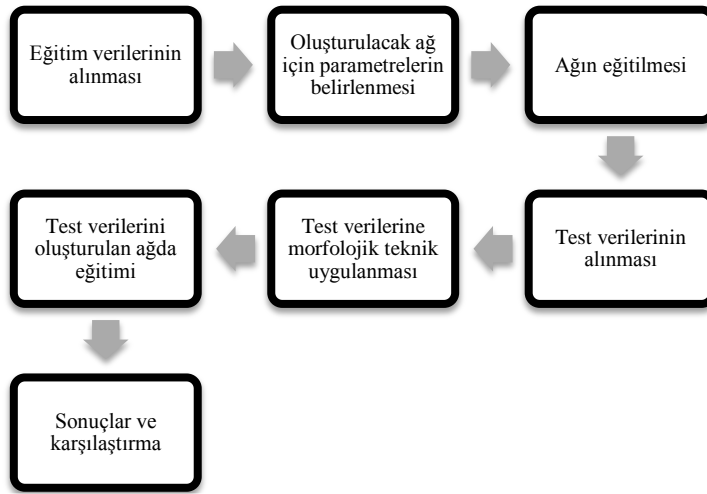 Eğitim verilerinin
alınması
Oluşturulacak ağ
için parametrelerin
belirlenmesi
Ağın eğitilmesi
Test verilerinin
alınması
Test verilerine
morfolojik teknik
uygulanması
Test verilerini
oluşturulan ağda
eğitimi
Sonuçlar ve
karşılaştırma